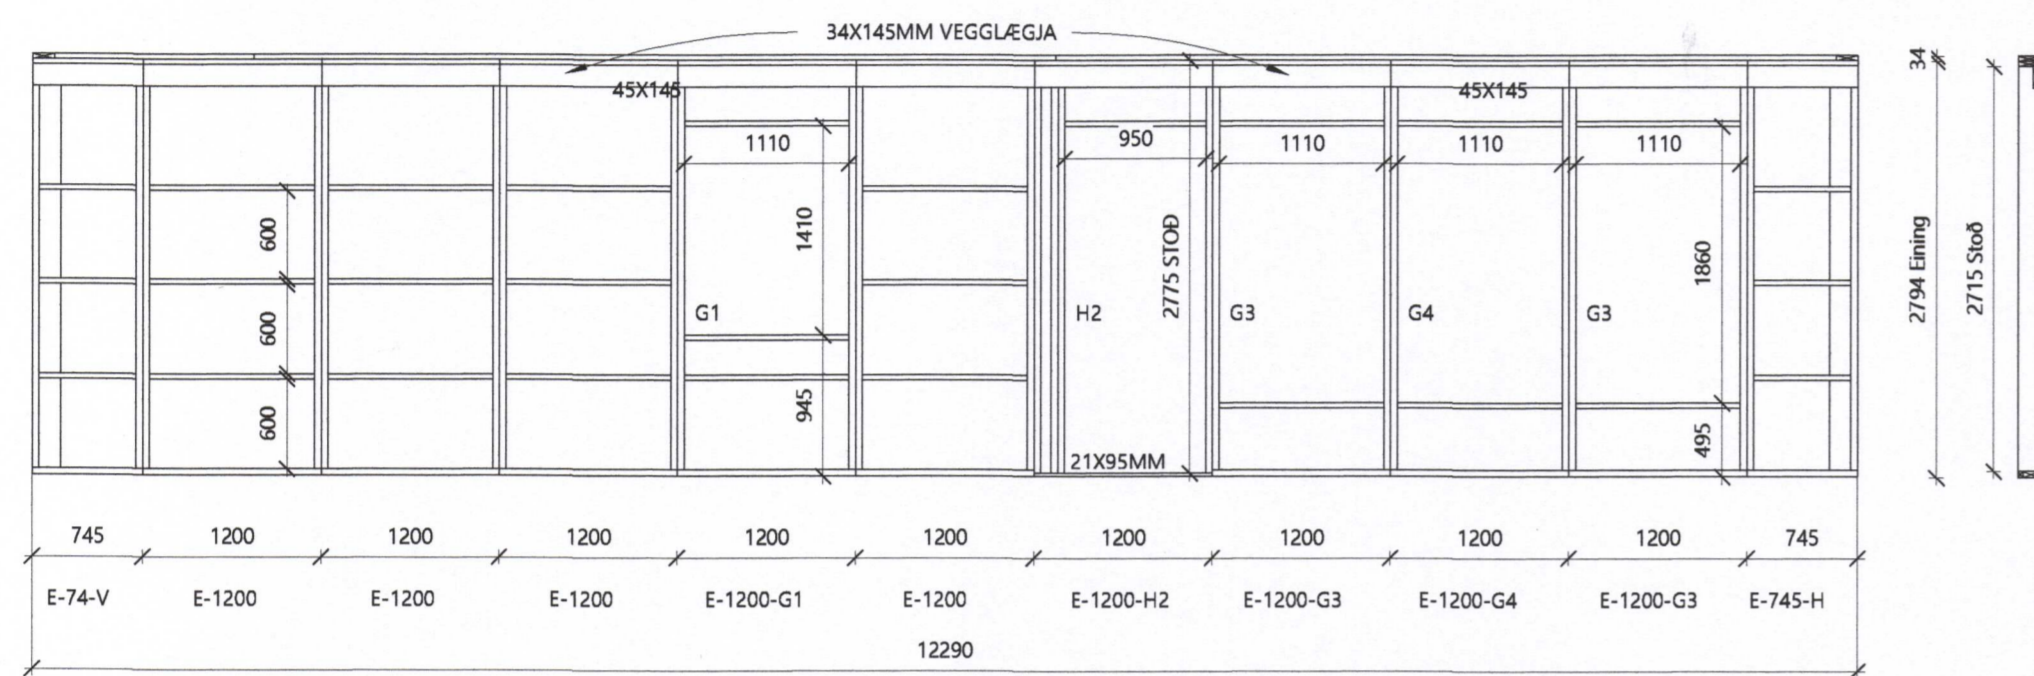 34X145MM VEGGLÆGJA
34
45X145
45X145
1110
950
1110
1110
1110
600
1410
2775 STOÐ
1860
2794 Eining
2715 Stoð
600
G1
H2
G3
G4
G3
600
945
495
21X95MM
745 1200 1200 1200 1200 1200 1200 1200 1200 1200 745
E-74-V E-1200 E-1200 E-1200 E-1200-G1 E-1200 E-1200-H2 E-1200-G3 E-1200-G4 E-1200-G3 E-745-H
12290